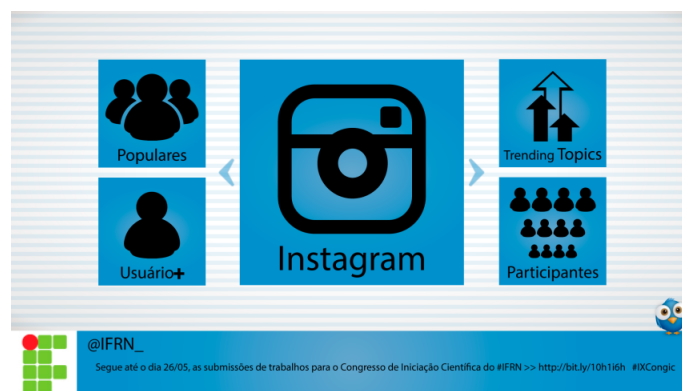 Populares
Usuário+
Instagram
Trending Topics
Participantes
@IFRN_
Segue até o dia 26/05, as submissões de trabalhos para o Congresso de Iniciação Científica do #IFRN >> http://bit.ly/10h1i6h #IXCongic